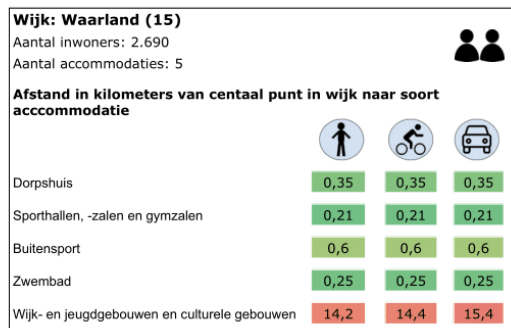 Wijk: Waarland (15)
Aantal inwoners: 2.690
Aantal accommodaties: 5
Afstand in kilometers van centaal punt in wijk naar soort
acccommodatie
Dorpshuis 0,35 0,35 0,35
Sporthallen, -zalen en gymzalen 0,21 0,21 0,21
Buitensport 0,6 0,6 0,6
Zwembad 0,25 0,25 0,25
Wijk- en jeugdgebouwen en culturele gebouwen 14,2 14,4 15,4